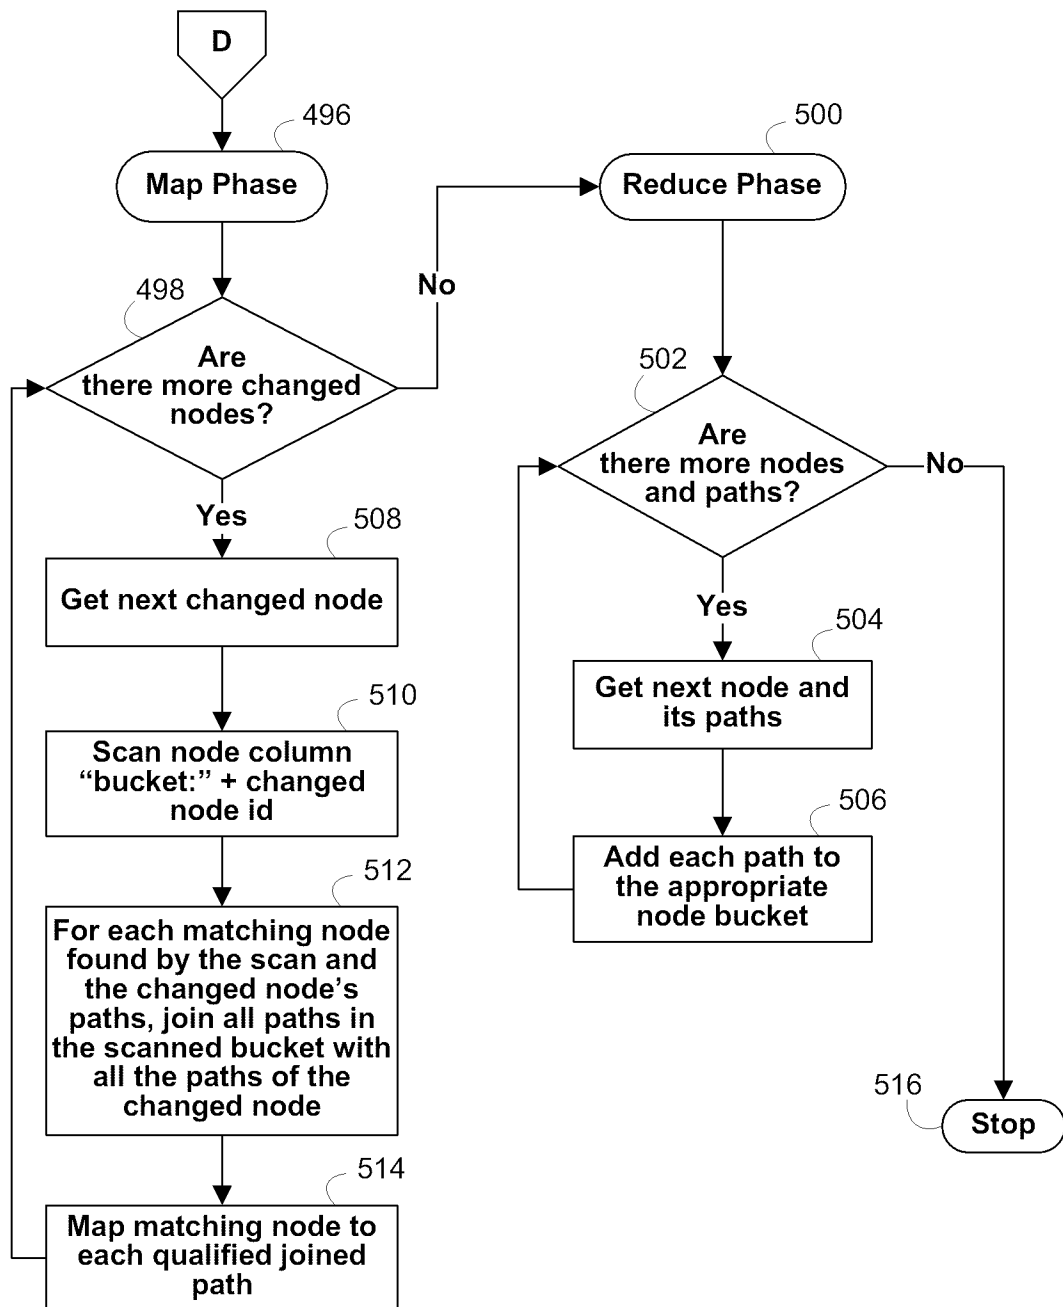 D
496
Map Phase
498
Are
there more changed
nodes?
No
Yes
508
Get next changed node
510
Scan node column
“bucket:” + changed
node id
512
For each matching node
found by the scan and
the changed node’s
paths, join all paths in
the scanned bucket with
all the paths of the
changed node
514
Map matching node to
each qualified joined
path
500
Reduce Phase
502
Are
there more nodes
and paths?
No
Yes
504
Get next node and
its paths
506
Add each path to
the appropriate
node bucket
516
Stop